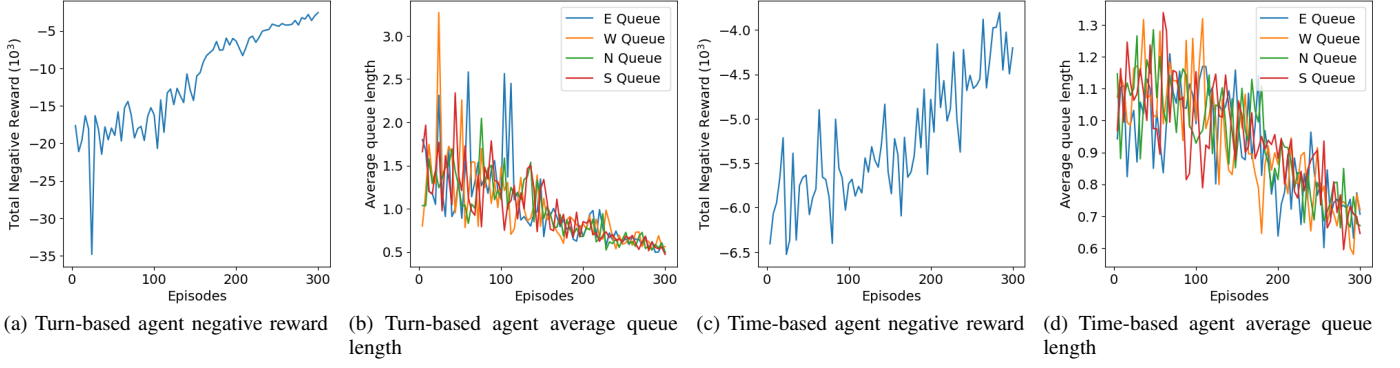 −5
−10
−15
−20
−25
−30
−35
Total Negative Reward (10³)
0
100
200
300
Episodes
3.0
2.5
2.0
1.5
1.0
0.5
Average queue length
E Queue
W Queue
N Queue
S Queue
0
100
200
300
Episodes
−4.0
−4.5
−5.0
−5.5
−6.0
−6.5
Total Negative Reward (10³)
0
100
200
300
Episodes
1.3
1.2
1.1
1.0
0.9
0.8
0.7
0.6
Average queue length
E Queue
W Queue
N Queue
S Queue
0
100
200
300
Episodes
(a) Turn-based agent negative reward
(b) Turn-based agent average queue
length
(c) Time-based agent negative reward
(d) Time-based agent average queue
length